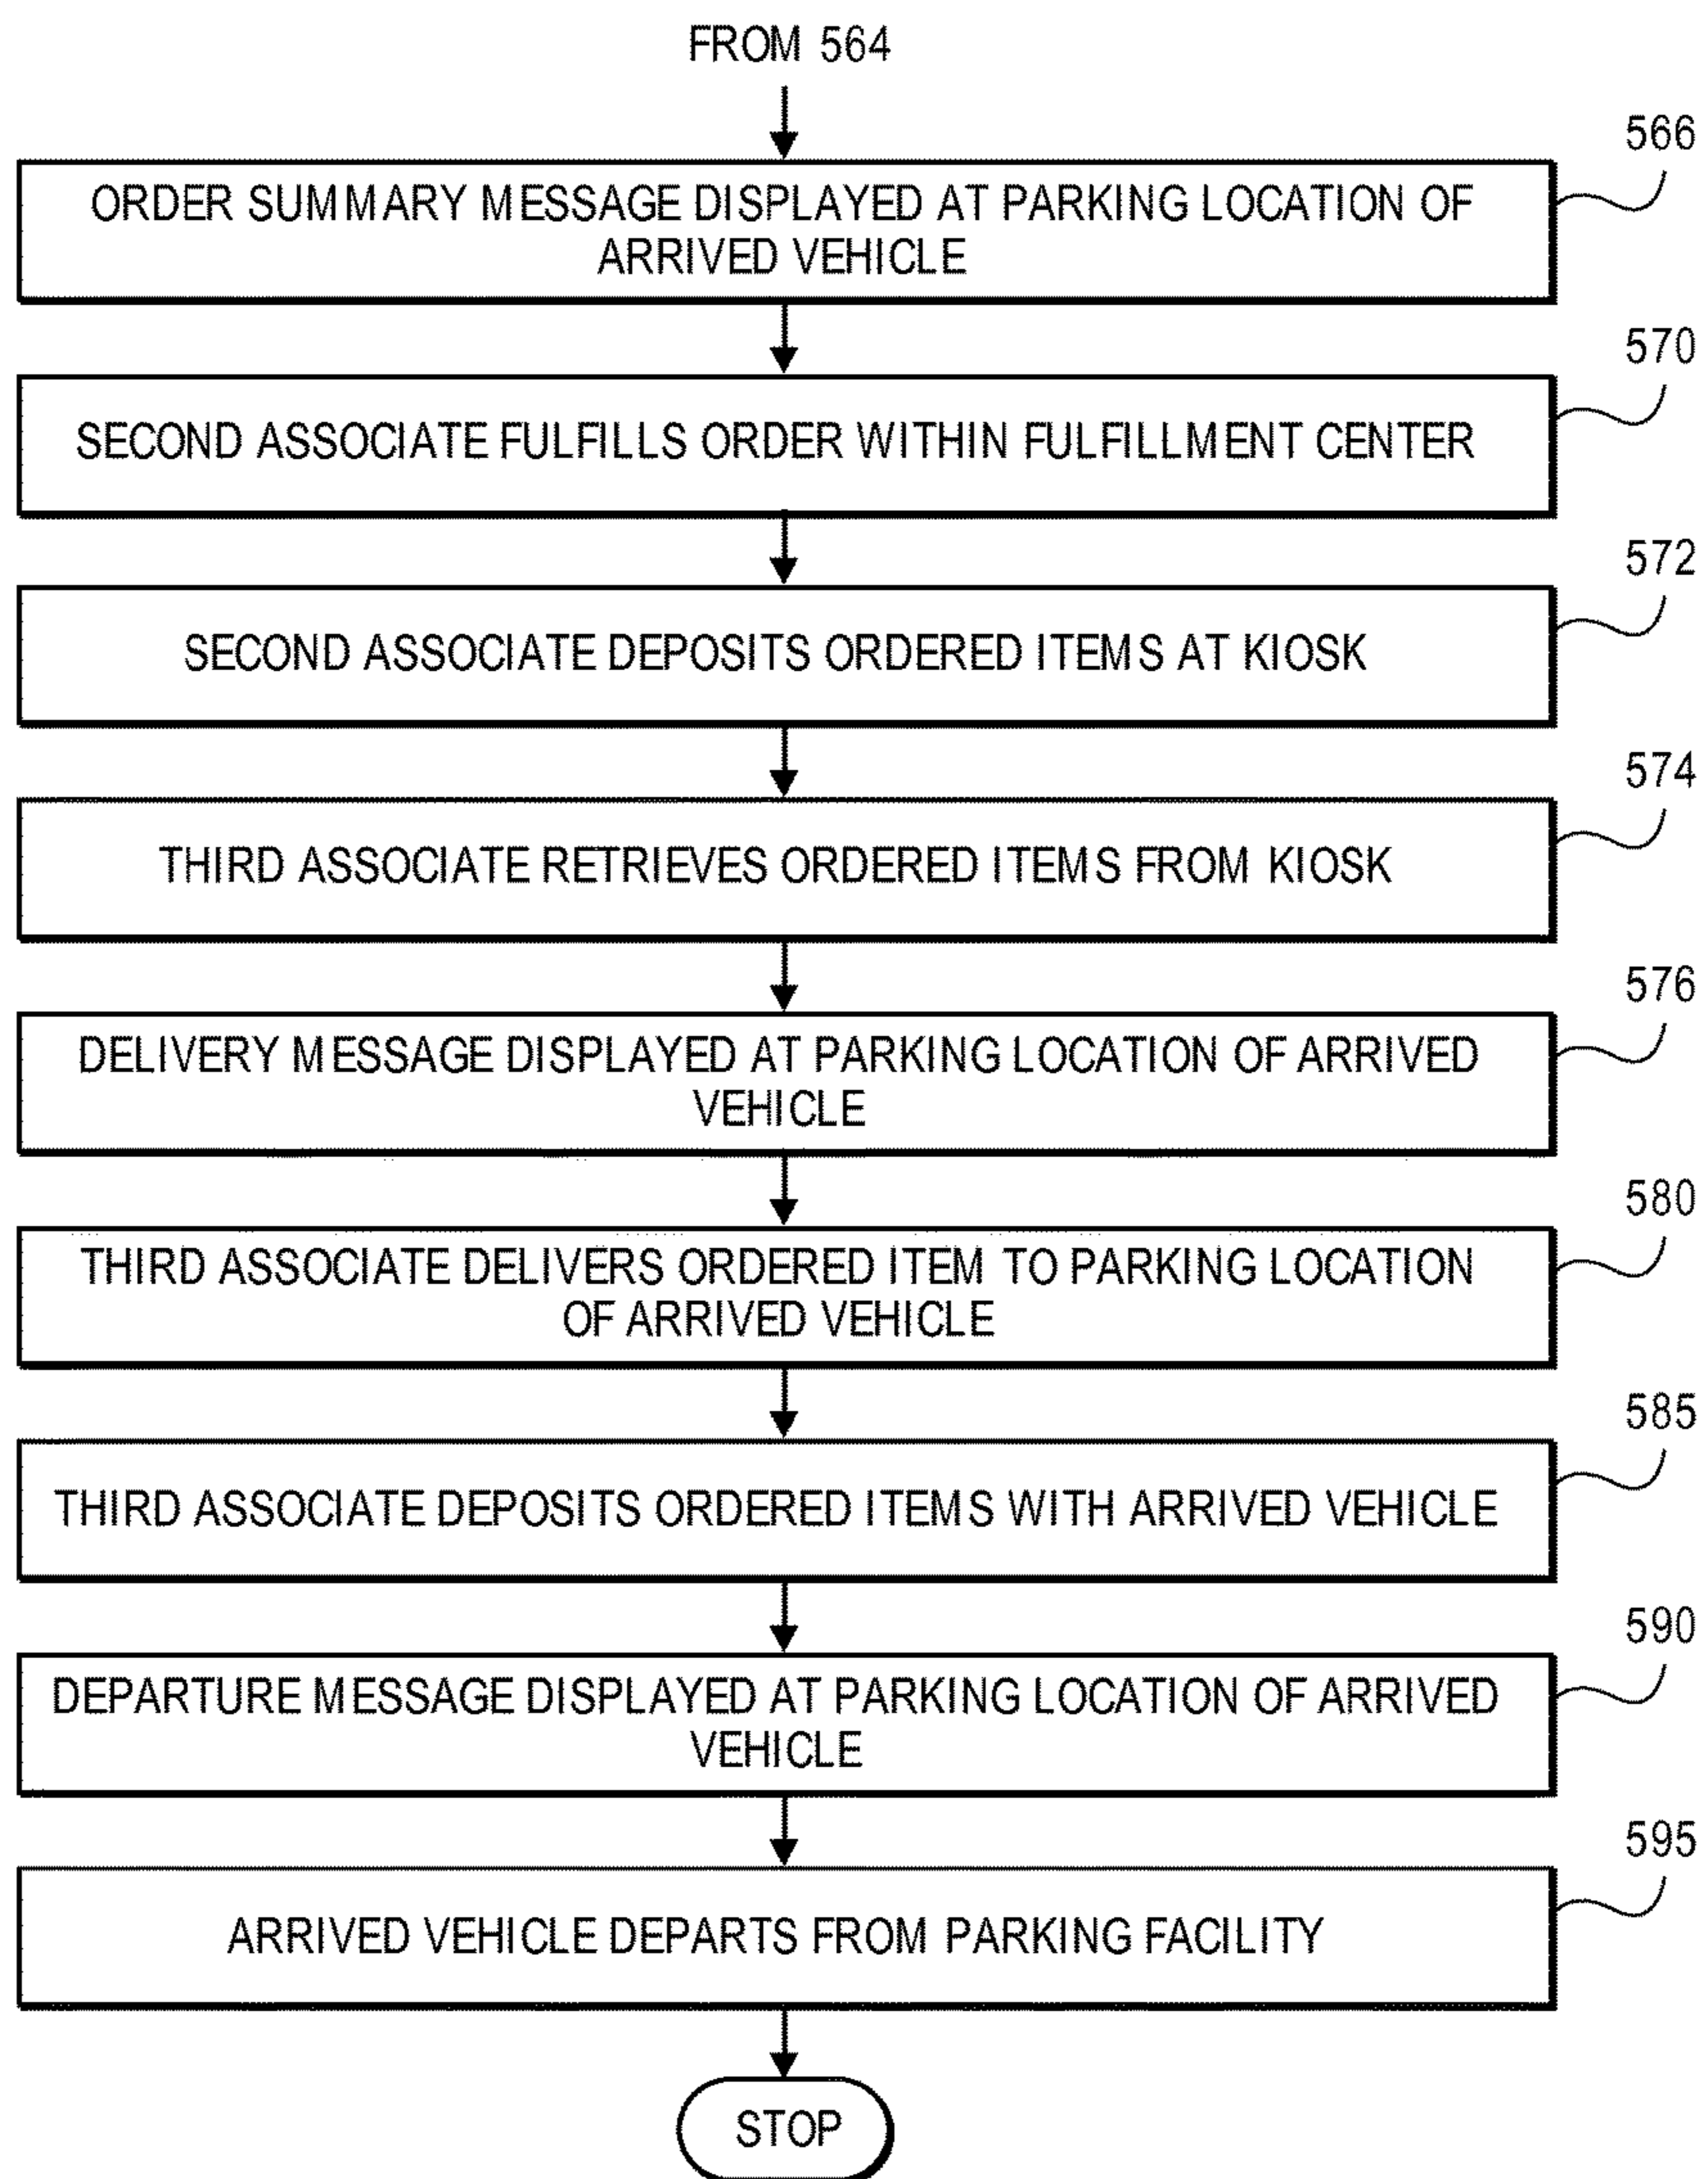 FROM 564
566
ORDER SUMMARY MESSAGE DISPLAYED AT PARKING LOCATION OF
ARRIVED VEHICLE
570
SECOND ASSOCIATE FULFILLS ORDER WITHIN FULFILLMENT CENTER
572
SECOND ASSOCIATE DEPOSITS ORDERED ITEMS AT KIOSK
574
THIRD ASSOCIATE RETRIEVES ORDERED ITEMS FROM KIOSK
576
DELIVERY MESSAGE DISPLAYED AT PARKING LOCATION OF ARRIVED
VEHICLE
580
THIRD ASSOCIATE DELIVERS ORDERED ITEM TO PARKING LOCATION
OF ARRIVED VEHICLE
585
THIRD ASSOCIATE DEPOSITS ORDERED ITEMS WITH ARRIVED VEHICLE
590
DEPARTURE MESSAGE DISPLAYED AT PARKING LOCATION OF ARRIVED
VEHICLE
595
ARRIVED VEHICLE DEPARTS FROM PARKING FACILITY
STOP